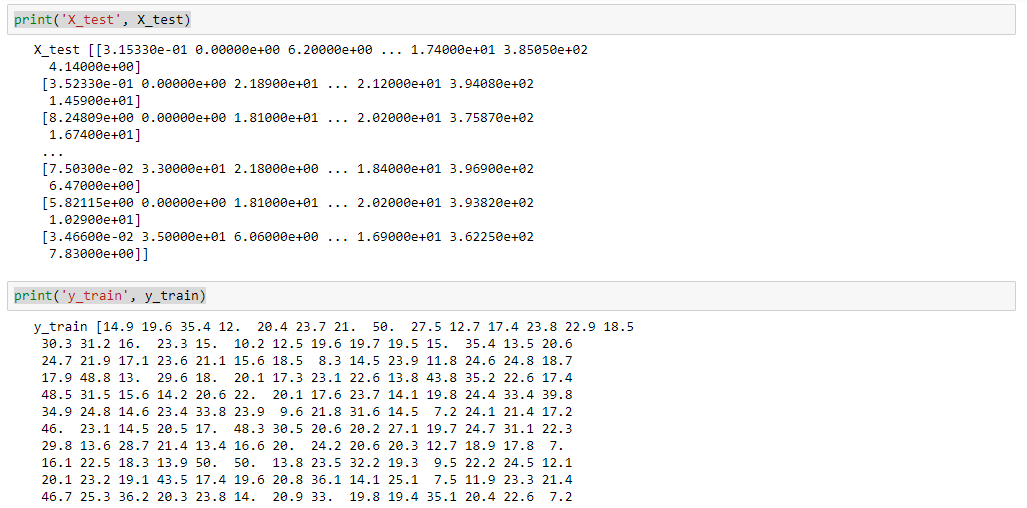 print('X_test', X_test)
X_test [[3.15330e-01 0.00000e+00 6.20000e+00 ... 1.74000e+01 3.85050e+02
  4.14000e+00]
 [3.52330e-01 0.00000e+00 2.18900e+01 ... 2.12000e+01 3.94080e+02
  1.45900e+01]
 [8.24809e+00 0.00000e+00 1.81000e+01 ... 2.02000e+01 3.75870e+02
  1.67400e+01]
 ...
 [7.50300e-02 3.30000e+01 2.18000e+00 ... 1.84000e+01 3.96900e+02
  6.47000e+00]
 [5.82115e+00 0.00000e+00 1.81000e+01 ... 2.02000e+01 3.93820e+02
  1.02900e+01]
 [3.46600e-02 3.50000e+01 6.06000e+00 ... 1.69000e+01 3.62250e+02
  7.83000e+00]]
print('y_train', y_train)
y_train [14.9 19.6 35.4 12.  20.4 23.7 21.  50.  27.5 12.7 17.4 23.8 22.9 18.5
 30.3 31.2 16.  23.3 15.  10.2 12.5 19.6 19.7 19.5 15.  35.4 13.5 20.6
 24.7 21.9 17.1 23.6 21.1 15.6 18.5  8.3 14.5 23.9 11.8 24.6 24.8 18.7
 17.9 48.8 13.  29.6 18.  20.1 17.3 23.1 22.6 13.8 43.8 35.2 22.6 17.4
 48.5 31.5 15.6 14.2 20.6 22.  20.1 17.6 23.7 14.1 19.8 24.4 33.4 39.8
 34.9 24.8 14.6 23.4 33.8 23.9  9.6 21.8 31.6 14.5  7.2 24.1 21.4 17.2
 46.  23.1 14.5 20.5 17.  48.3 30.5 20.6 20.2 27.1 19.7 24.7 31.1 22.3
 29.8 13.6 28.7 21.4 13.4 16.6 20.  24.2 20.6 20.3 12.7 18.9 17.8  7.
 16.1 22.5 18.3 13.9 50.  50.  13.8 23.5 32.2 19.3  9.5 22.2 24.5 12.1
 20.1 23.2 19.1 43.5 17.4 19.6 20.8 36.1 14.1 25.1  7.5 11.9 23.3 21.4
 46.7 25.3 36.2 20.3 23.8 14.  20.9 33.  19.8 19.4 35.1 20.4 22.6  7.2